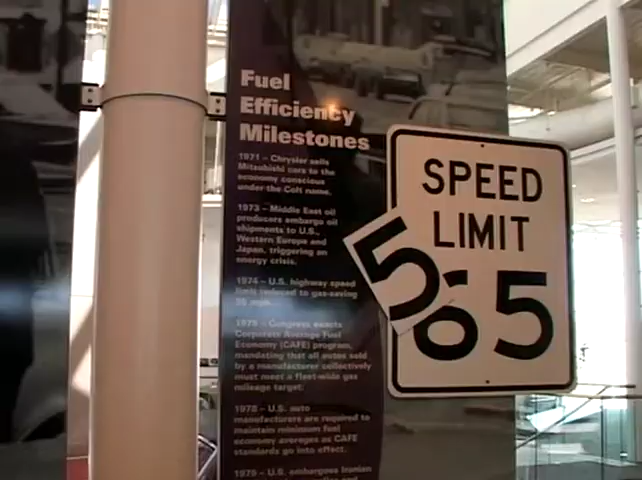 Fuel
Efficiency
Milestones
1971 – Chrysler sells
Mitsubishi cars to the
economy conscious
under the Colt name.
1973 – Middle East oil
producers embargo oil
shipments to U.S.,
Western Europe and
Japan, triggering an
energy crisis.
1974 – U.S. highway speed
limit reduced to gas-saving
55 mph.
1975 – Congress enacts
Corporate Average Fuel
Economy (CAFE) program,
mandating that all autos sold
by a manufacturer collectively
must meet a fleet-wide gas
mileage target.
1978 – U.S. auto
manufacturers are required to
maintain minimum fuel
economy averages as CAFE
standards go into effect.
1979 – U.S. embargoes Iranian
SPEED
LIMIT
5
65